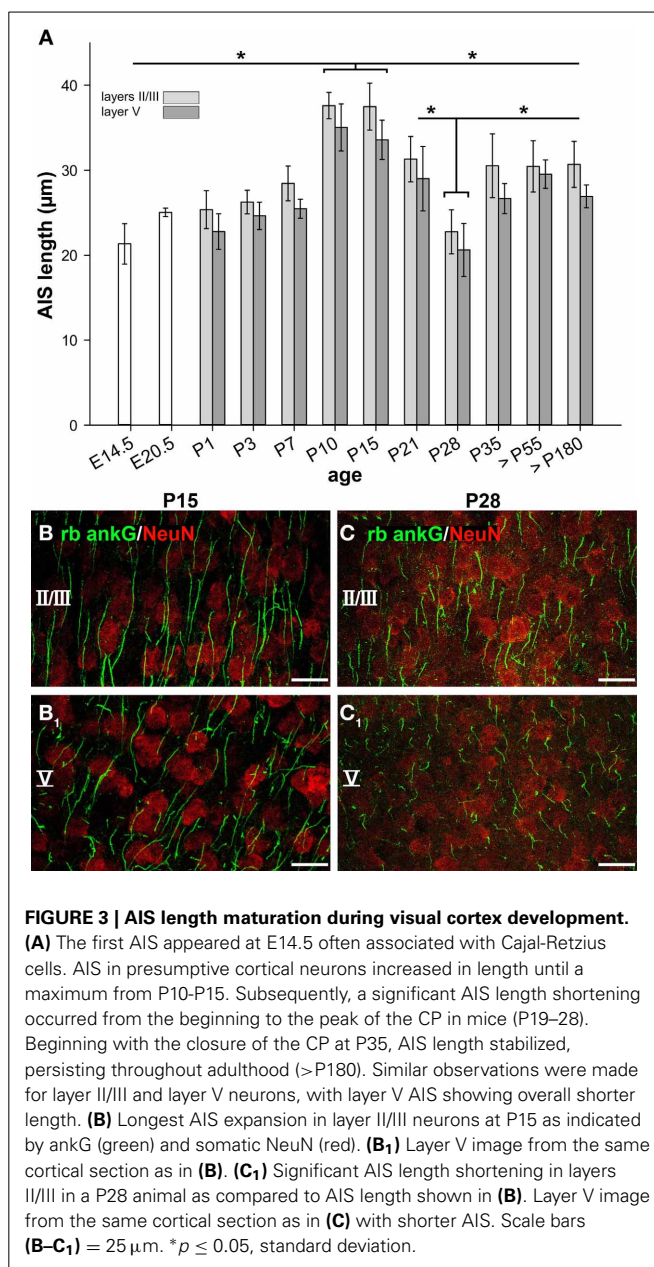 A
* *
layers II/III
layer V
* *
AIS length (µm)
40
30
20
10
0
E14.5 E20.5 P1 P3 P7 P10 P15 P21 P28 P35 > P55 > P180
age
P15 P28
B rb ankG/NeuN
II/III
C rb ankG/NeuN
II/III
B1
V
C1
V
FIGURE 3 | AIS length maturation during visual cortex development.
(A) The first AIS appeared at E14.5 often associated with Cajal-Retzius
cells. AIS in presumptive cortical neurons increased in length until a
maximum from P10-P15. Subsequently, a significant AIS length shortening
occurred from the beginning to the peak of the CP in mice (P19–28).
Beginning with the closure of the CP at P35, AIS length stabilized,
persisting throughout adulthood (>P180). Similar observations were made
for layer II/III and layer V neurons, with layer V AIS showing overall shorter
length. (B) Longest AIS expansion in layer II/III neurons at P15 as indicated
by ankG (green) and somatic NeuN (red). (B1) Layer V image from the same
cortical section as in (B). (C1) Significant AIS length shortening in layers
II/III in a P28 animal as compared to AIS length shown in (B). Layer V image
from the same cortical section as in (C) with shorter AIS. Scale bars
(B–C1) = 25 µm. *p ≤ 0.05, standard deviation.